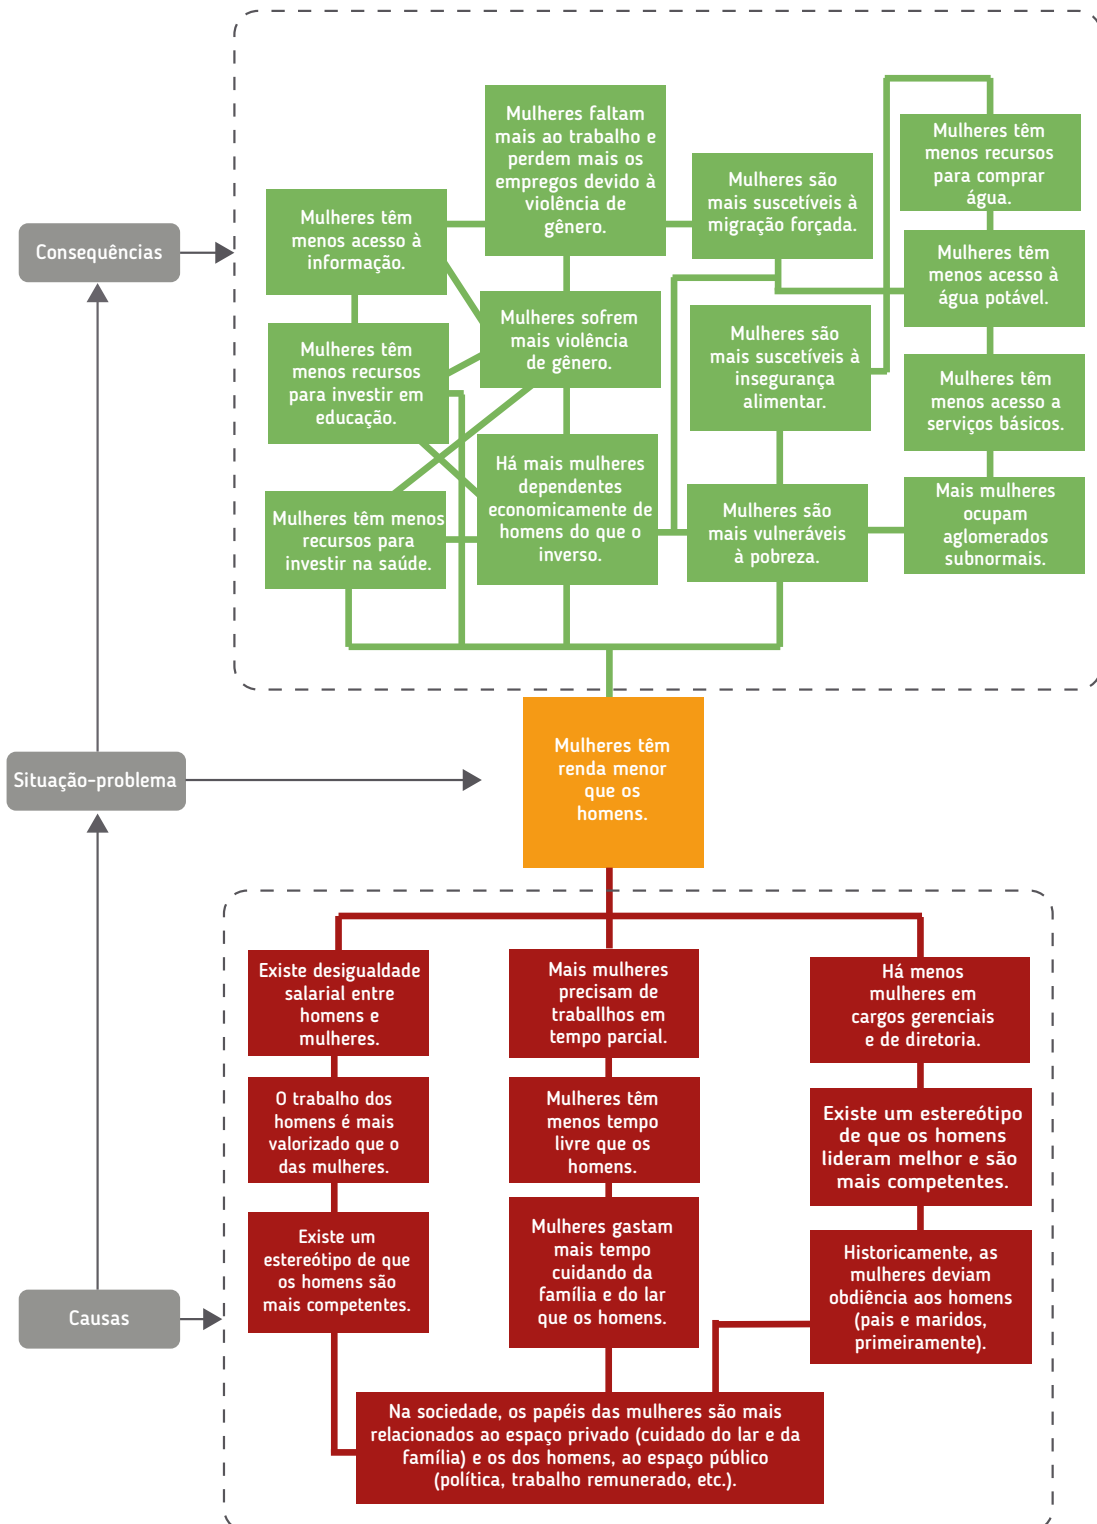 Consequências
Mulheres têm
menos acesso à
informação.
Mulheres faltam
mais ao trabalho e
perdem mais os
empregos devido à
violência de
gênero.
Mulheres são
mais suscetíveis à
migração forçada.
Mulheres têm
menos recursos
para comprar
água.
Mulheres têm
menos recursos
para investir em
educação.
Mulheres sofrem
mais violência
de gênero.
Mulheres são
mais suscetíveis à
insegurança
alimentar.
Mulheres têm
menos acesso à
água potável.
Mulheres têm
menos acesso a
serviços básicos.
Mulheres têm menos
recursos para
investir na saúde.
Há mais mulheres
dependentes
economicamente de
homens do que o
inverso.
Mulheres são
mais vulneráveis
à pobreza.
Mais mulheres
ocupam
aglomerados
subnormais.
Situação-problema
Mulheres têm
renda menor
que os
homens.
Causas
Existe desigualdade
salarial entre
homens e
mulheres.
Mais mulheres
precisam de
traballhos em
tempo parcial.
Há menos
mulheres em
cargos gerenciais
e de diretoria.
O trabalho dos
homens é mais
valorizado que o
das mulheres.
Mulheres têm
menos tempo
livre que os
homens.
Existe um estereótipo
de que os homens
lideram melhor e são
mais competentes.
Existe um
estereótipo de que
os homens são
mais competentes.
Mulheres gastam
mais tempo
cuidando da
família e do lar
que os homens.
Historicamente, as
mulheres deviam
obdiência aos homens
(pais e maridos,
primeiramente).
Na sociedade, os papéis das mulheres são mais
relacionados ao espaço privado (cuidado do lar e da
família) e os dos homens, ao espaço público
(política, trabalho remunerado, etc.).